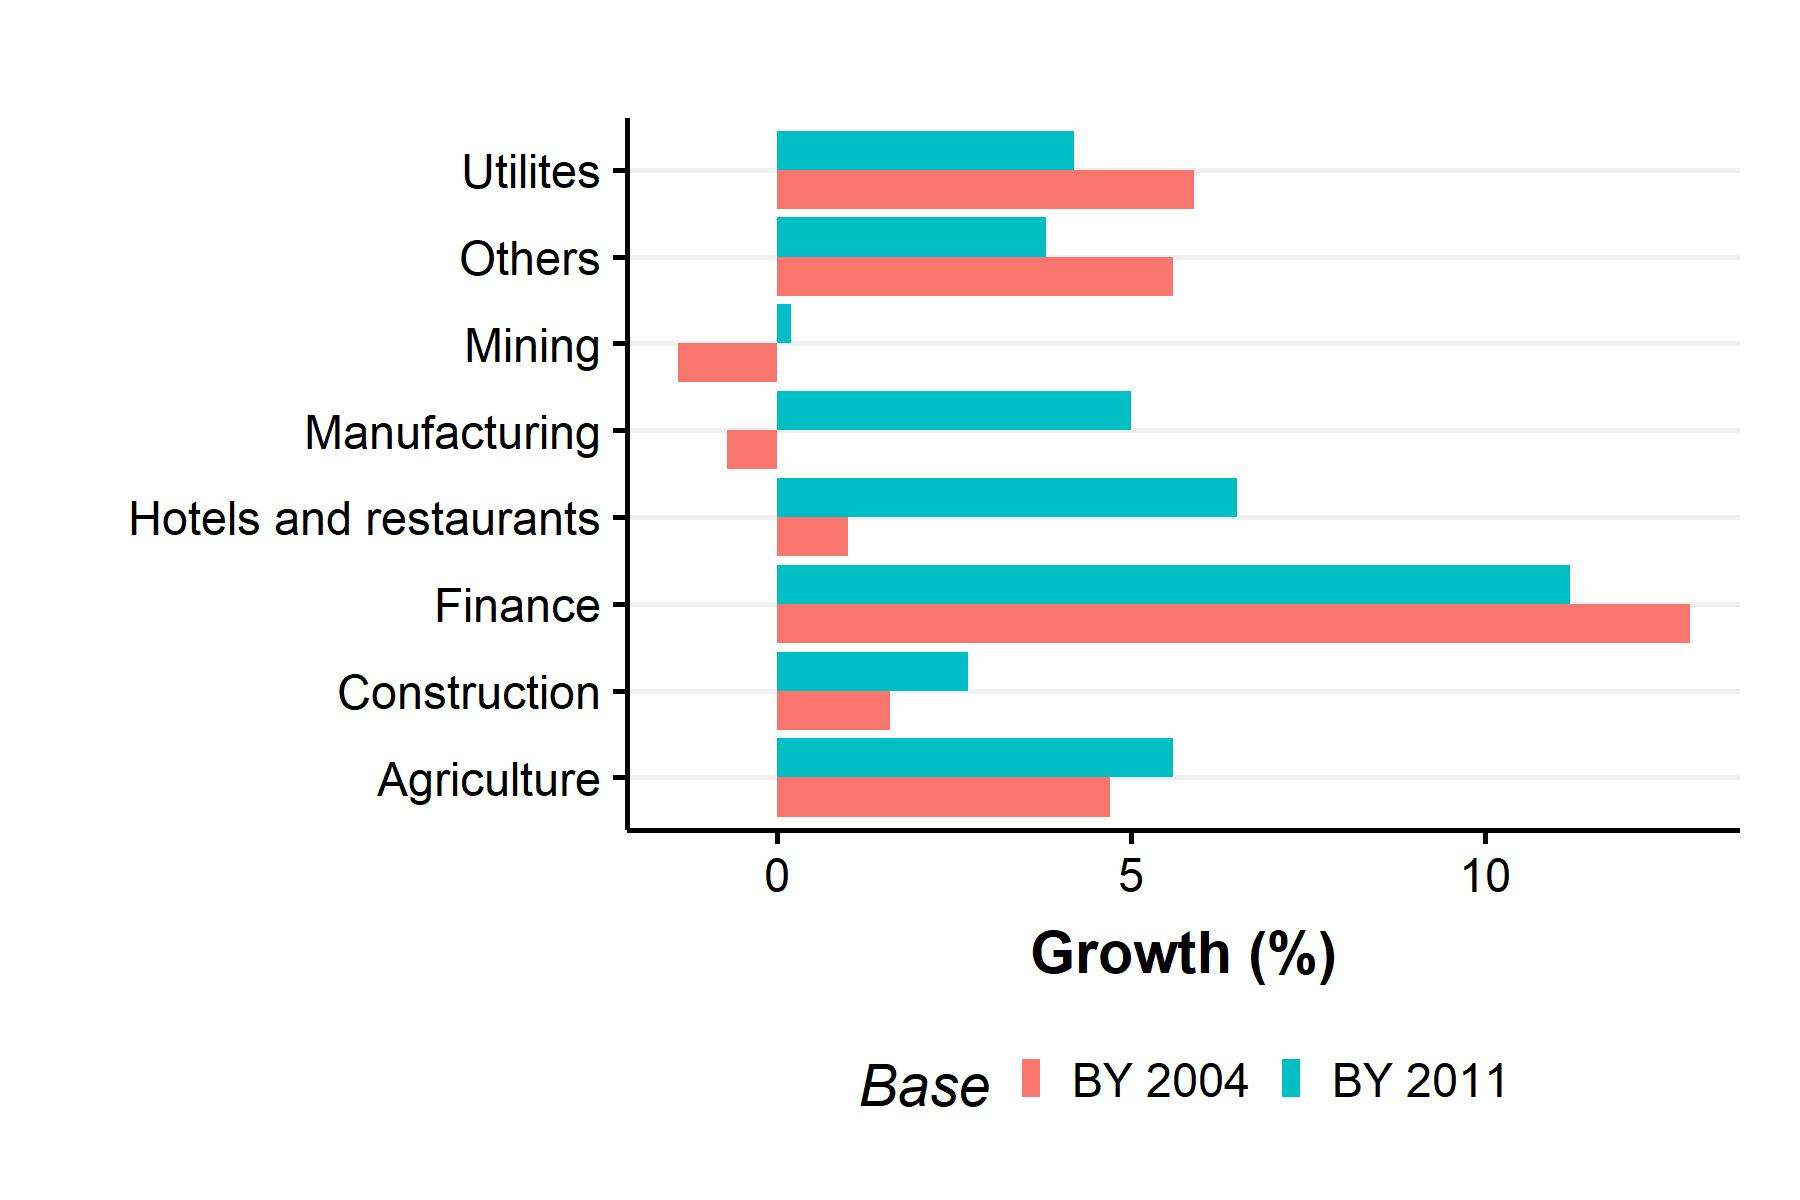 Utilites
Others
Mining
Manufacturing
Hotels and restaurants
Finance
Construction
Agriculture
0 5 10
Growth (%)
Base BY 2004 BY 2011